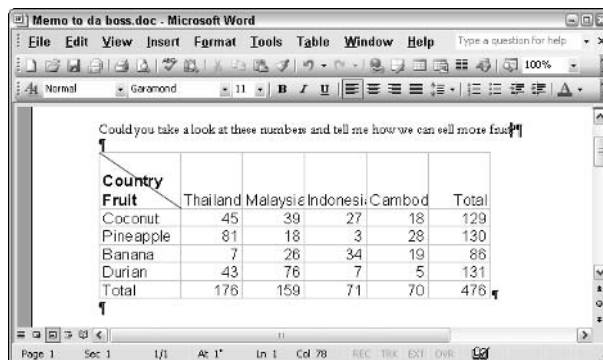 Memo to da boss.doc - Microsoft Word
File Edit View Insert Format Tools Table Window Help Type a question for help
100%
Normal Garamond 11 B I U A
Could you take a look at these numbers and tell me how we can sell more fruit?¶
¶
Country
Fruit Thailand Malaysia Indonesia Cambod Total
Coconut 45 39 27 18 129
Pineapple 81 18 3 28 130
Banana 7 26 34 19 86
Durian 43 76 7 5 131
Total 176 159 71 70 476 ¶
¶
Page 1 Sec 1 1/1 At 1" Ln 1 Col 78 REC TRK EXT OVR